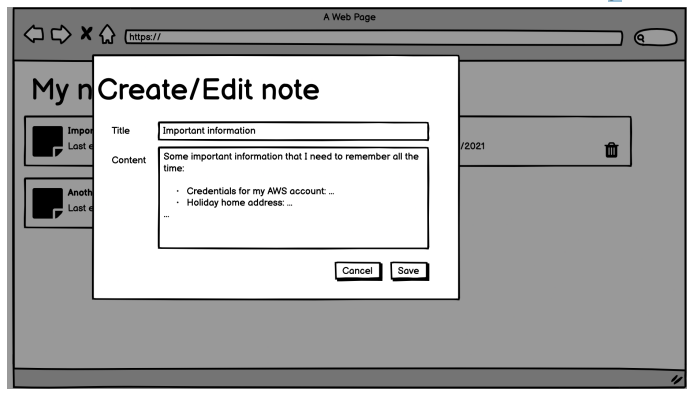 A Web Page
https://
My n
Create/Edit note
Impor
Title
Important information
Last e
/2021
Content
Some important information that I need to remember all the
time:
· Credentials for my AWS account: ...
· Holiday home address: ...
...
Anoth
Last e
Cancel
Save